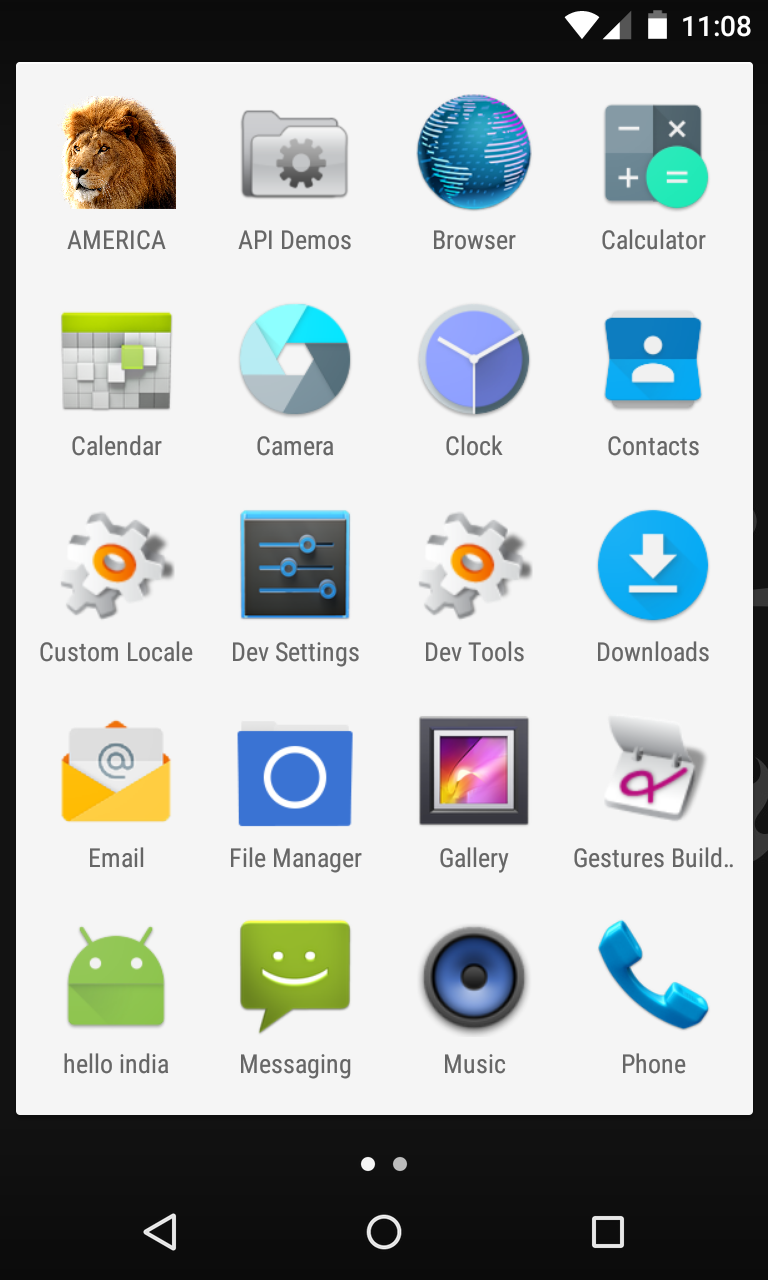 11:08
AMERICA
API Demos
Browser
Calculator
Calendar
Camera
Clock
Contacts
Custom Locale
Dev Settings
Dev Tools
Downloads
Email
File Manager
Gallery
Gestures Build..
hello india
Messaging
Music
Phone